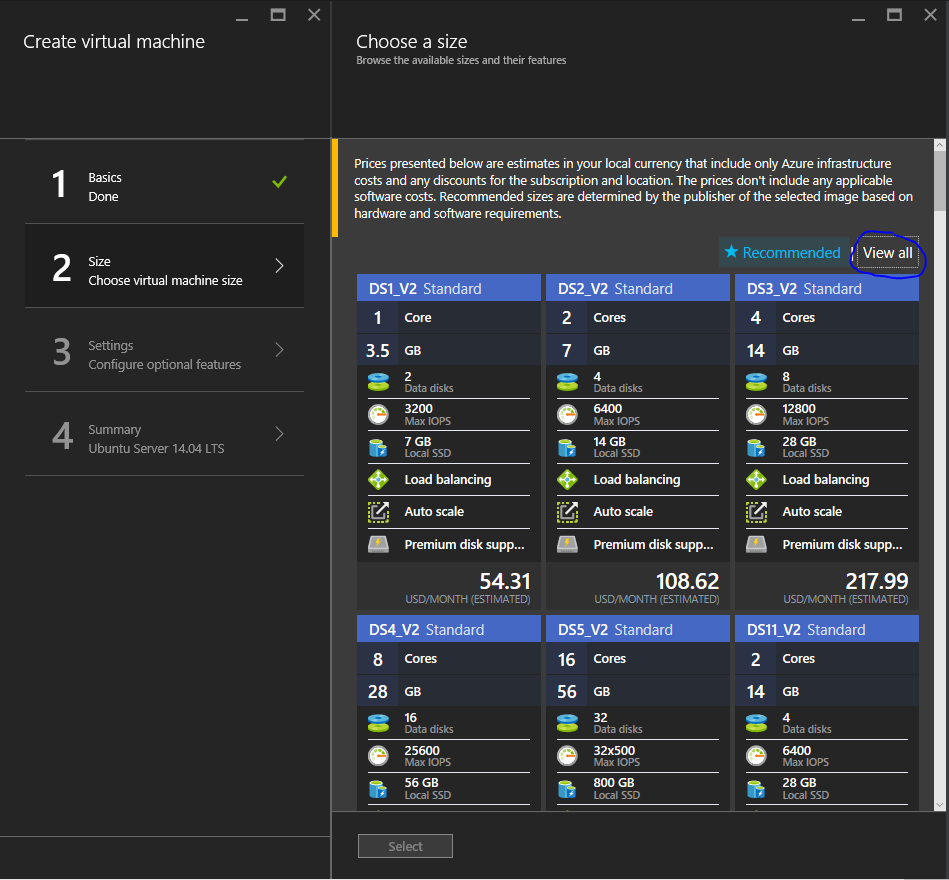 Create virtual machine
1
Basics
Done
2
Size
Choose virtual machine size
3
Settings
Configure optional features
4
Summary
Ubuntu Server 14.04 LTS
Choose a size
Browse the available sizes and their features
Prices presented below are estimates in your local currency that include only Azure infrastructure
costs and any discounts for the subscription and location. The prices don't include any applicable
software costs. Recommended sizes are determined by the publisher of the selected image based on
hardware and software requirements.
★ Recommended | View all
DS1_V2 Standard
1 Core
3.5 GB
2
Data disks
3200
Max IOPS
7 GB
Local SSD
Load balancing
Auto scale
Premium disk supp...
54.31
USD/MONTH (ESTIMATED)
DS2_V2 Standard
2 Cores
7 GB
4
Data disks
6400
Max IOPS
14 GB
Local SSD
Load balancing
Auto scale
Premium disk supp...
108.62
USD/MONTH (ESTIMATED)
DS3_V2 Standard
4 Cores
14 GB
8
Data disks
12800
Max IOPS
28 GB
Local SSD
Load balancing
Auto scale
Premium disk supp...
217.99
USD/MONTH (ESTIMATED)
DS4_V2 Standard
8 Cores
28 GB
16
Data disks
25600
Max IOPS
56 GB
Local SSD
DS5_V2 Standard
16 Cores
56 GB
32
Data disks
32x500
Max IOPS
800 GB
Local SSD
DS11_V2 Standard
2 Cores
14 GB
4
Data disks
6400
Max IOPS
28 GB
Local SSD
Select